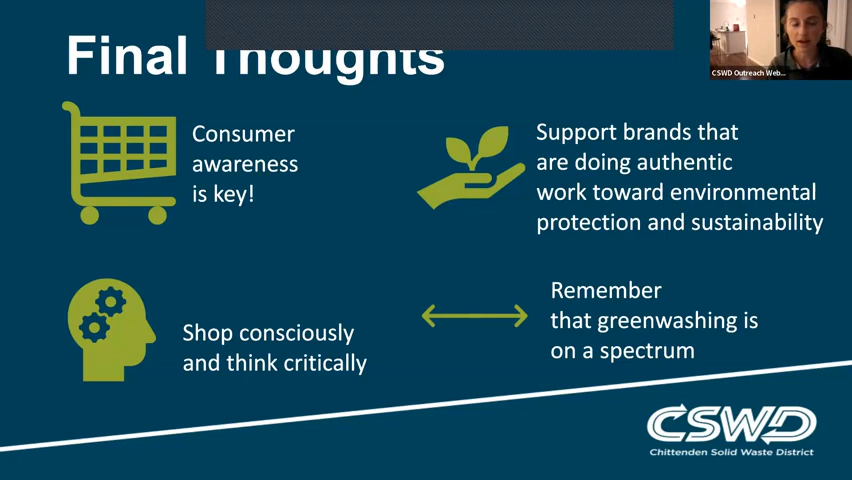 Final Thoughts
CSWD Outreach Web...
Consumer
awareness
is key!
Support brands that
are doing authentic
work toward environmental
protection and sustainability
Shop consciously
and think critically
Remember
that greenwashing is
on a spectrum
CSWD
Chittenden Solid Waste District